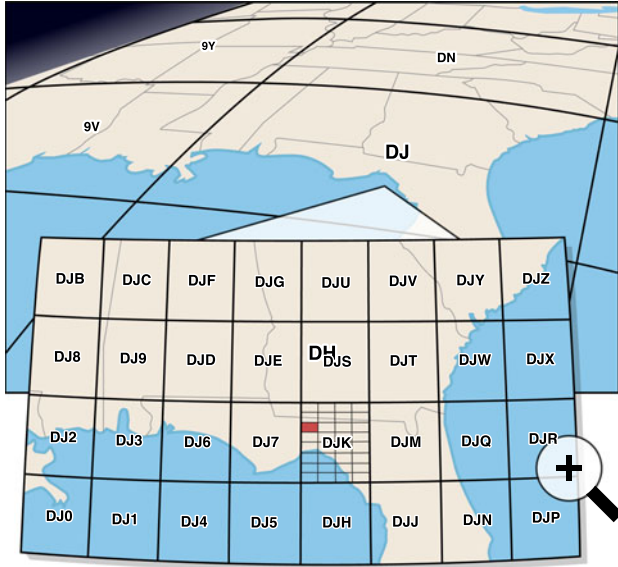 9Y
DN
9V
DJ
DJB DJC DJF DJG DJU DJV DJY DJZ
DJ8 DJ9 DJD DJE DH DJS DJT DJW DJX
DJ2 DJ3 DJ6 DJ7 DJK DJM DJQ DJR
DJ0 DJ1 DJ4 DJ5 DJH DJJ DJN DJP